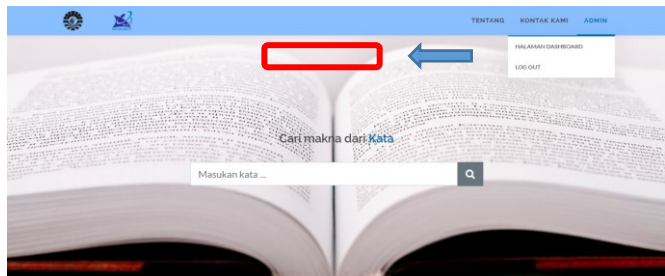 TENTANG KONTAK KAMI ADMIN
HALAMAN DASHBOARD
LOG OUT
Cari makna dari Kata
Masukan kata ...